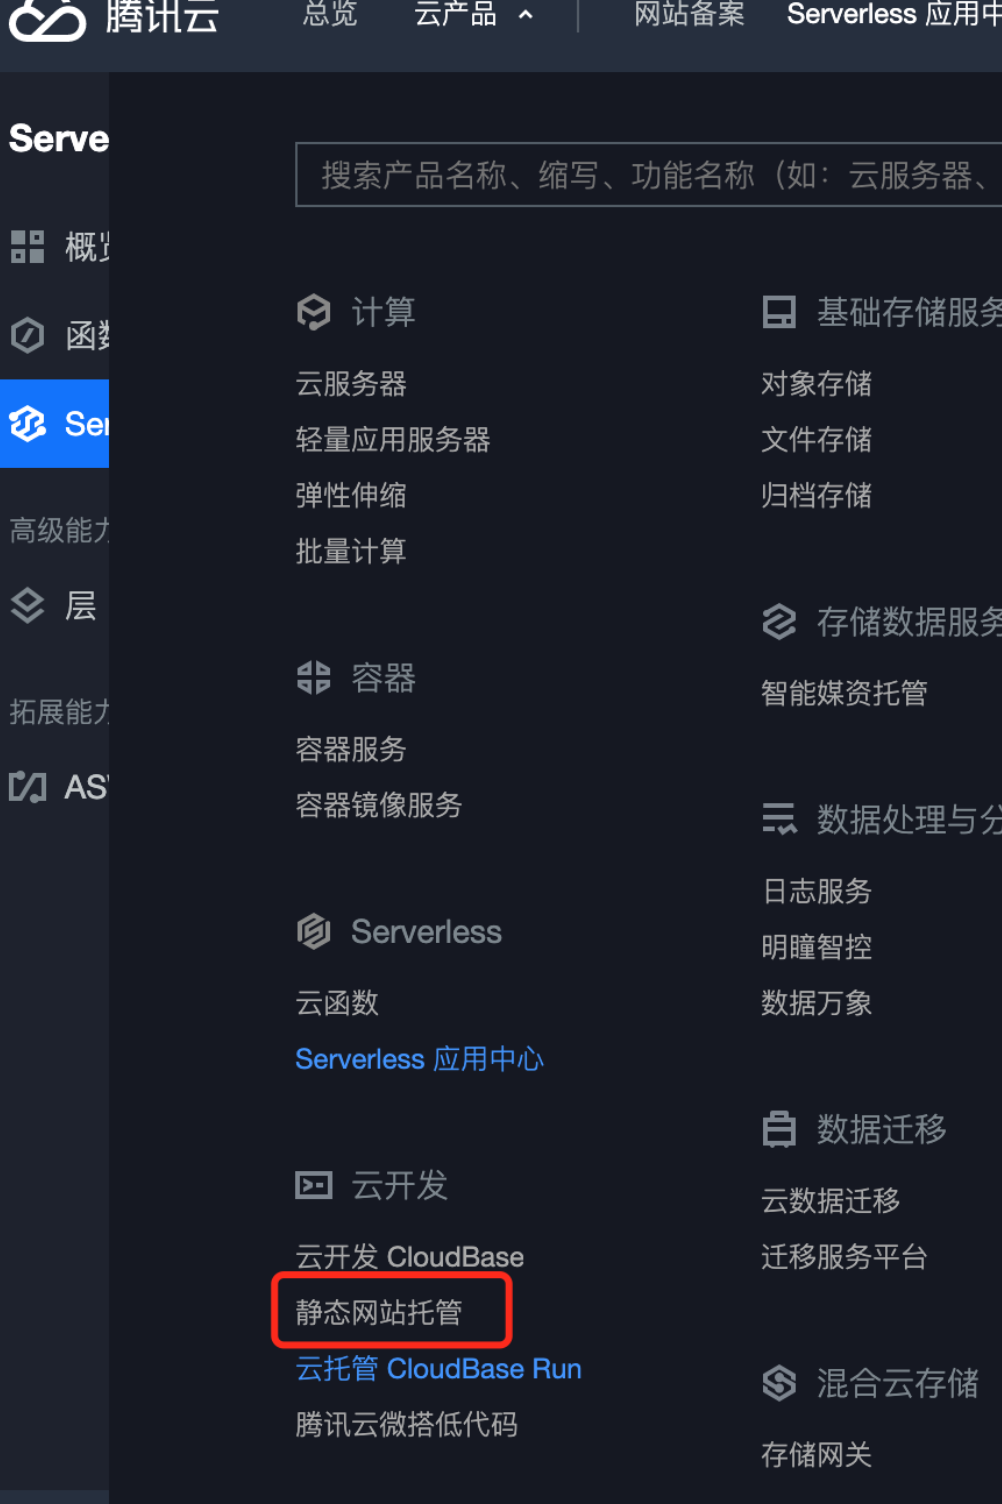 腾讯云
总览
云产品
网站备案
Serverless 应用中
Serve
搜索产品名称、缩写、功能名称（如：云服务器、
概
函
Ser
高级能
层
拓展能
AS
计算
云服务器
轻量应用服务器
弹性伸缩
批量计算
容器
容器服务
容器镜像服务
Serverless
云函数
Serverless 应用中心
云开发
云开发 CloudBase
静态网站托管
云托管 CloudBase Run
腾讯云微搭低代码
基础存储服务
对象存储
文件存储
归档存储
存储数据服务
智能媒资托管
数据处理与分
日志服务
明瞳智控
数据万象
数据迁移
云数据迁移
迁移服务平台
混合云存储
存储网关